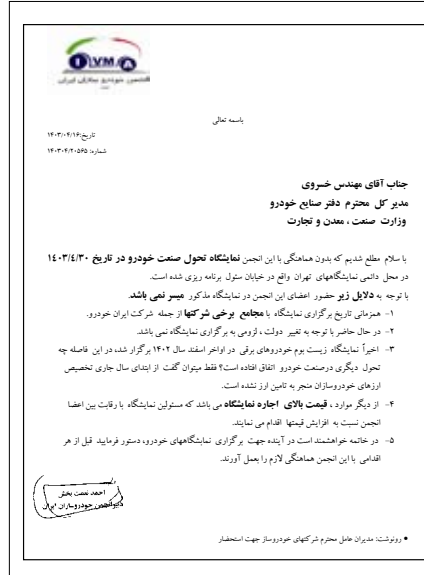 IVMA
انجمن خودرو سازان ایران
باسمه تعالی
تاریخ:۱۴۰۳/۰۴/۱۶
شماره: ۱۴۰۳۰۴/۲۰۵۶۵
جناب آقای مهندس خسروی
مدیر کل محترم دفتر صنایع خودرو
وزارت صنعت ، معدن و تجارت
با سلام مطلع شدیم که بدون هماهنگی با این انجمن نمایشگاه تحول صنعت خودرو در تاریخ ۱۴۰۳/۴/۳۰
در محل دائمی نمایشگاههای تهران واقع در خیابان سئول برنامه ریزی شده است.
با توجه به دلایل زیر حضور اعضای این انجمن در نمایشگاه مذکور میسر نمی باشد.
۱- همزمانی تاریخ برگزاری نمایشگاه با مجامع برخی شرکتها از جمله شرکت ایران خودرو.
۲- در حال حاضر با توجه به تغییر دولت ، لزومی به برگزاری نمایشگاه نمی باشد.
۳- اخیراً نمایشگاه زیست بوم خودروهای برقی در اواخر اسفند سال ۱۴۰۲ برگزار شد، در این فاصله چه
تحول دیگری درصنعت خودرو اتفاق افتاده است؟ فقط میتوان گفت از ابتدای سال جاری تخصیص
ارزهای خودروسازان منجر به تامین ارز نشده است.
۴- از دیگر موارد ، قیمت بالای اجاره نمایشگاه می باشد که مسئولین نمایشگاه با رقابت بین اعضا
انجمن نسبت به افزایش قیمتها اقدام می نمایند.
۵- در خاتمه خواهشمند است در آینده جهت برگزاری نمایشگاههای خودرو، دستور فرمایید قبل از هر
اقدامی با این انجمن هماهنگی لازم را بعمل آورند.
احمد نعمت بخش
دبیر انجمن خودروسازان ایران
• رونوشت: مدیران عامل محترم شرکتهای خودروساز جهت استحضار